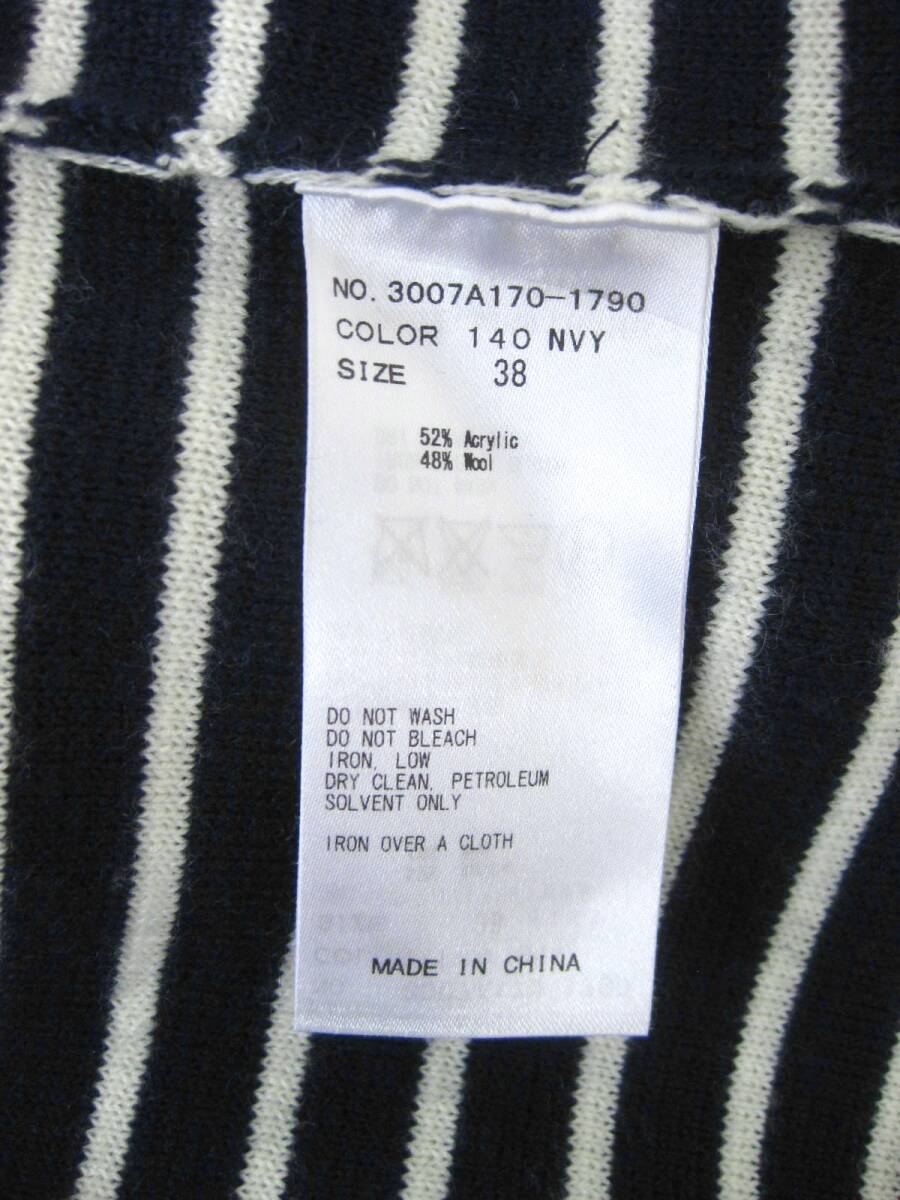 NO. 3007A170-1790
COLOR 140 NVY
SIZE 38
52% Acrylic
48% Wool
DO NOT WASH
DO NOT BLEACH
IRON, LOW
DRY CLEAN, PETROLEUM
SOLVENT ONLY
IRON OVER A CLOTH
MADE IN CHINA